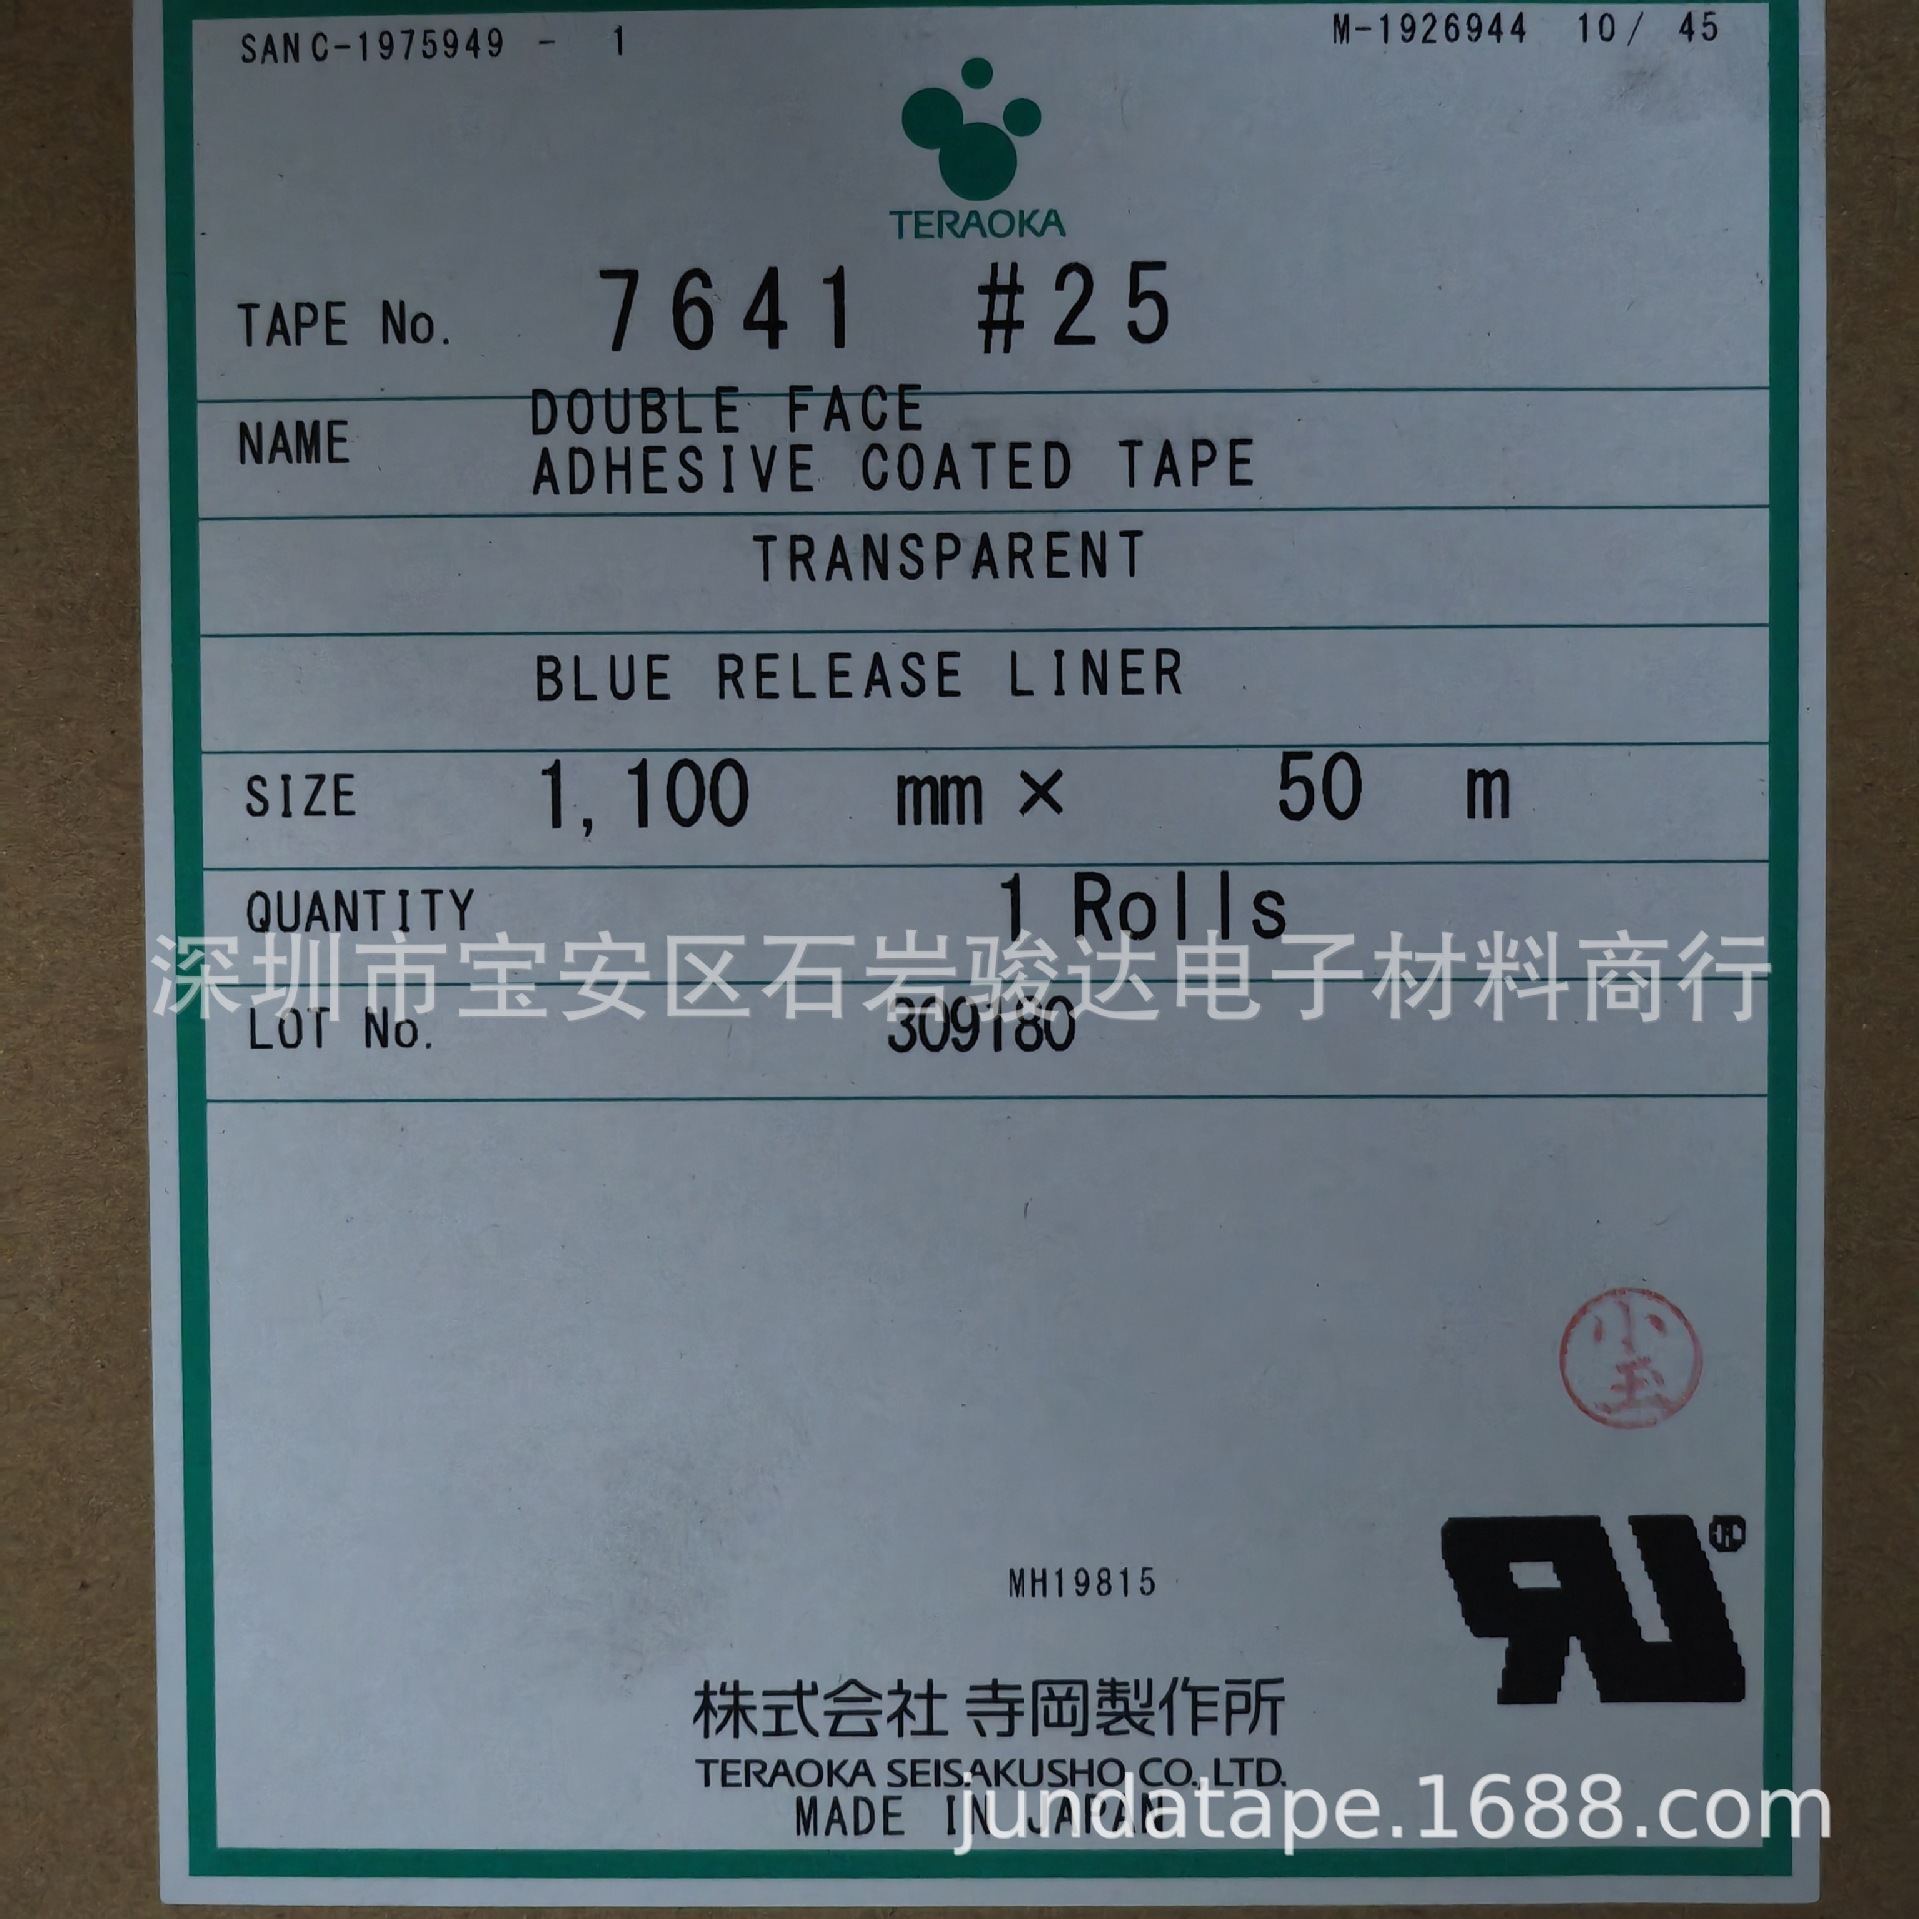 SANC-1975949 - 1
M-1926944 10/ 45
TERAOKA
TAPE No. 7641 #25
NAME DOUBLE FACE
ADHESIVE COATED TAPE
TRANSPARENT
BLUE RELEASE LINER
SIZE 1,100 mm × 50 m
QUANTITY 1 Rolls
深圳市宝安区石岩骏达电子材料商行
LOT No. 309180
小玉
MH19815
株式会社 寺岡製作所
TERAOKA SEISAKUSHO CO.,LTD.
MADE IN JAPAN
jundatape.1688.com